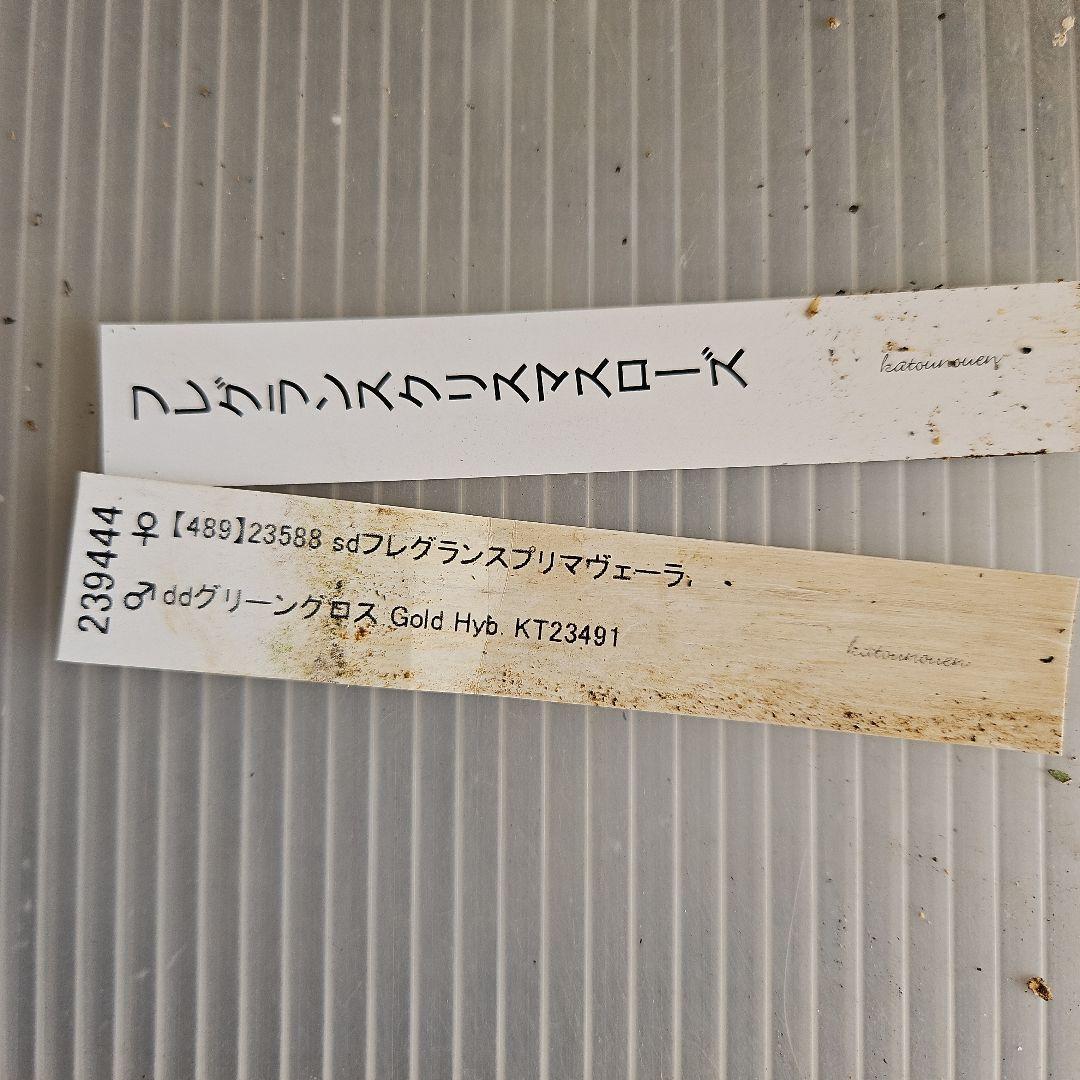 フレグランスクリスマスローズ
katounouen
239444
♀【489】23588 sdフレグランスプリマヴェーラ
♂ddグリーングロス Gold Hyb. KT23491
katounouen